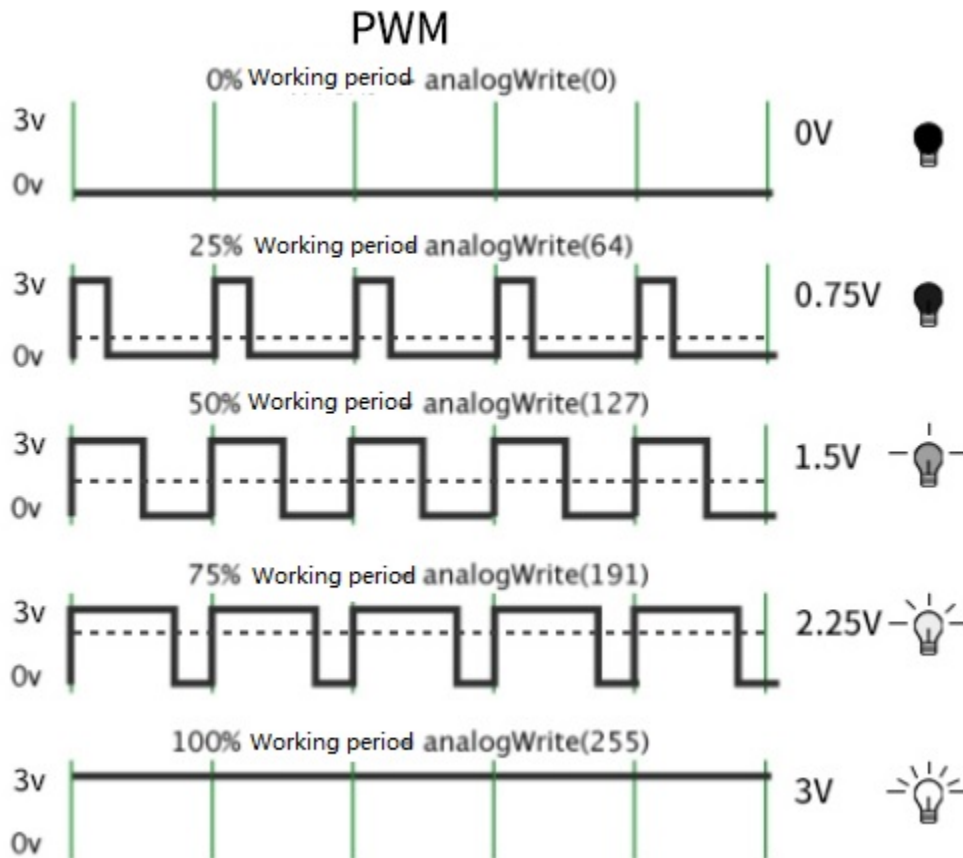 PWM
0% Working period - analogWrite(0)
3v
0V
0v
25% Working period analogWrite(64)
3v
0.75V
0v
50% Working period analogWrite(127)
3v
1.5V
0v
75% Working period analogWrite(191)
3v
2.25V
0v
100% Working period analogWrite(255)
3v
3V
0v